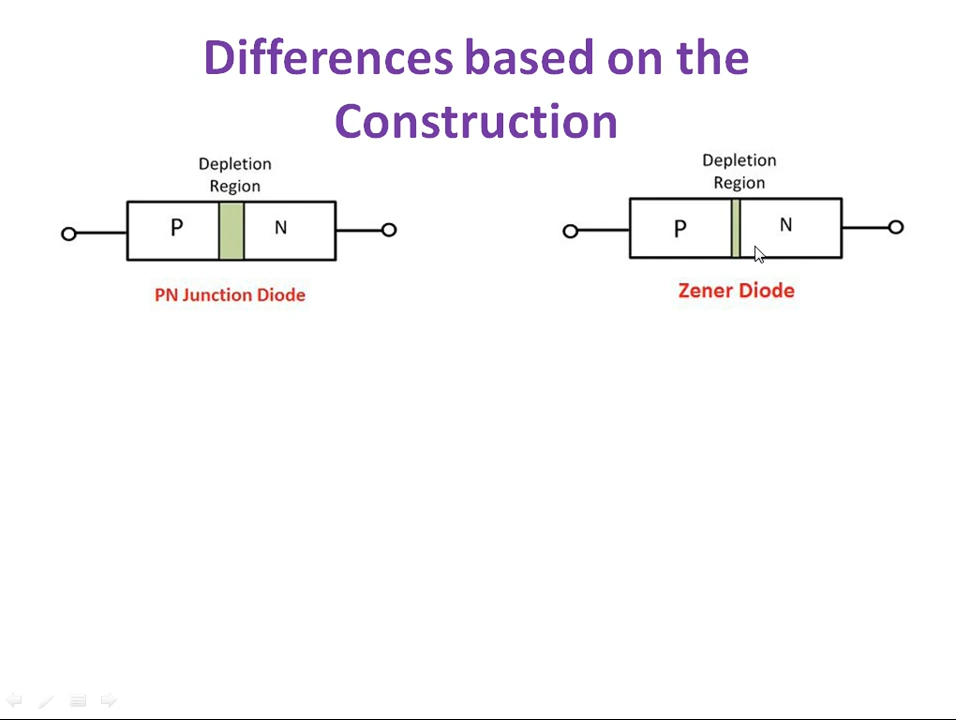 Differences based on the
Construction
Depletion
Region
P
N
PN Junction Diode
Depletion
Region
P
N
Zener Diode